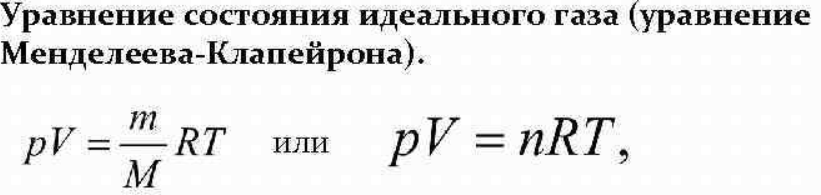 Уравнение состояния идеального газа (уравнение
Менделеева-Клапейрона).
pV = m/M RT или pV = nRT,